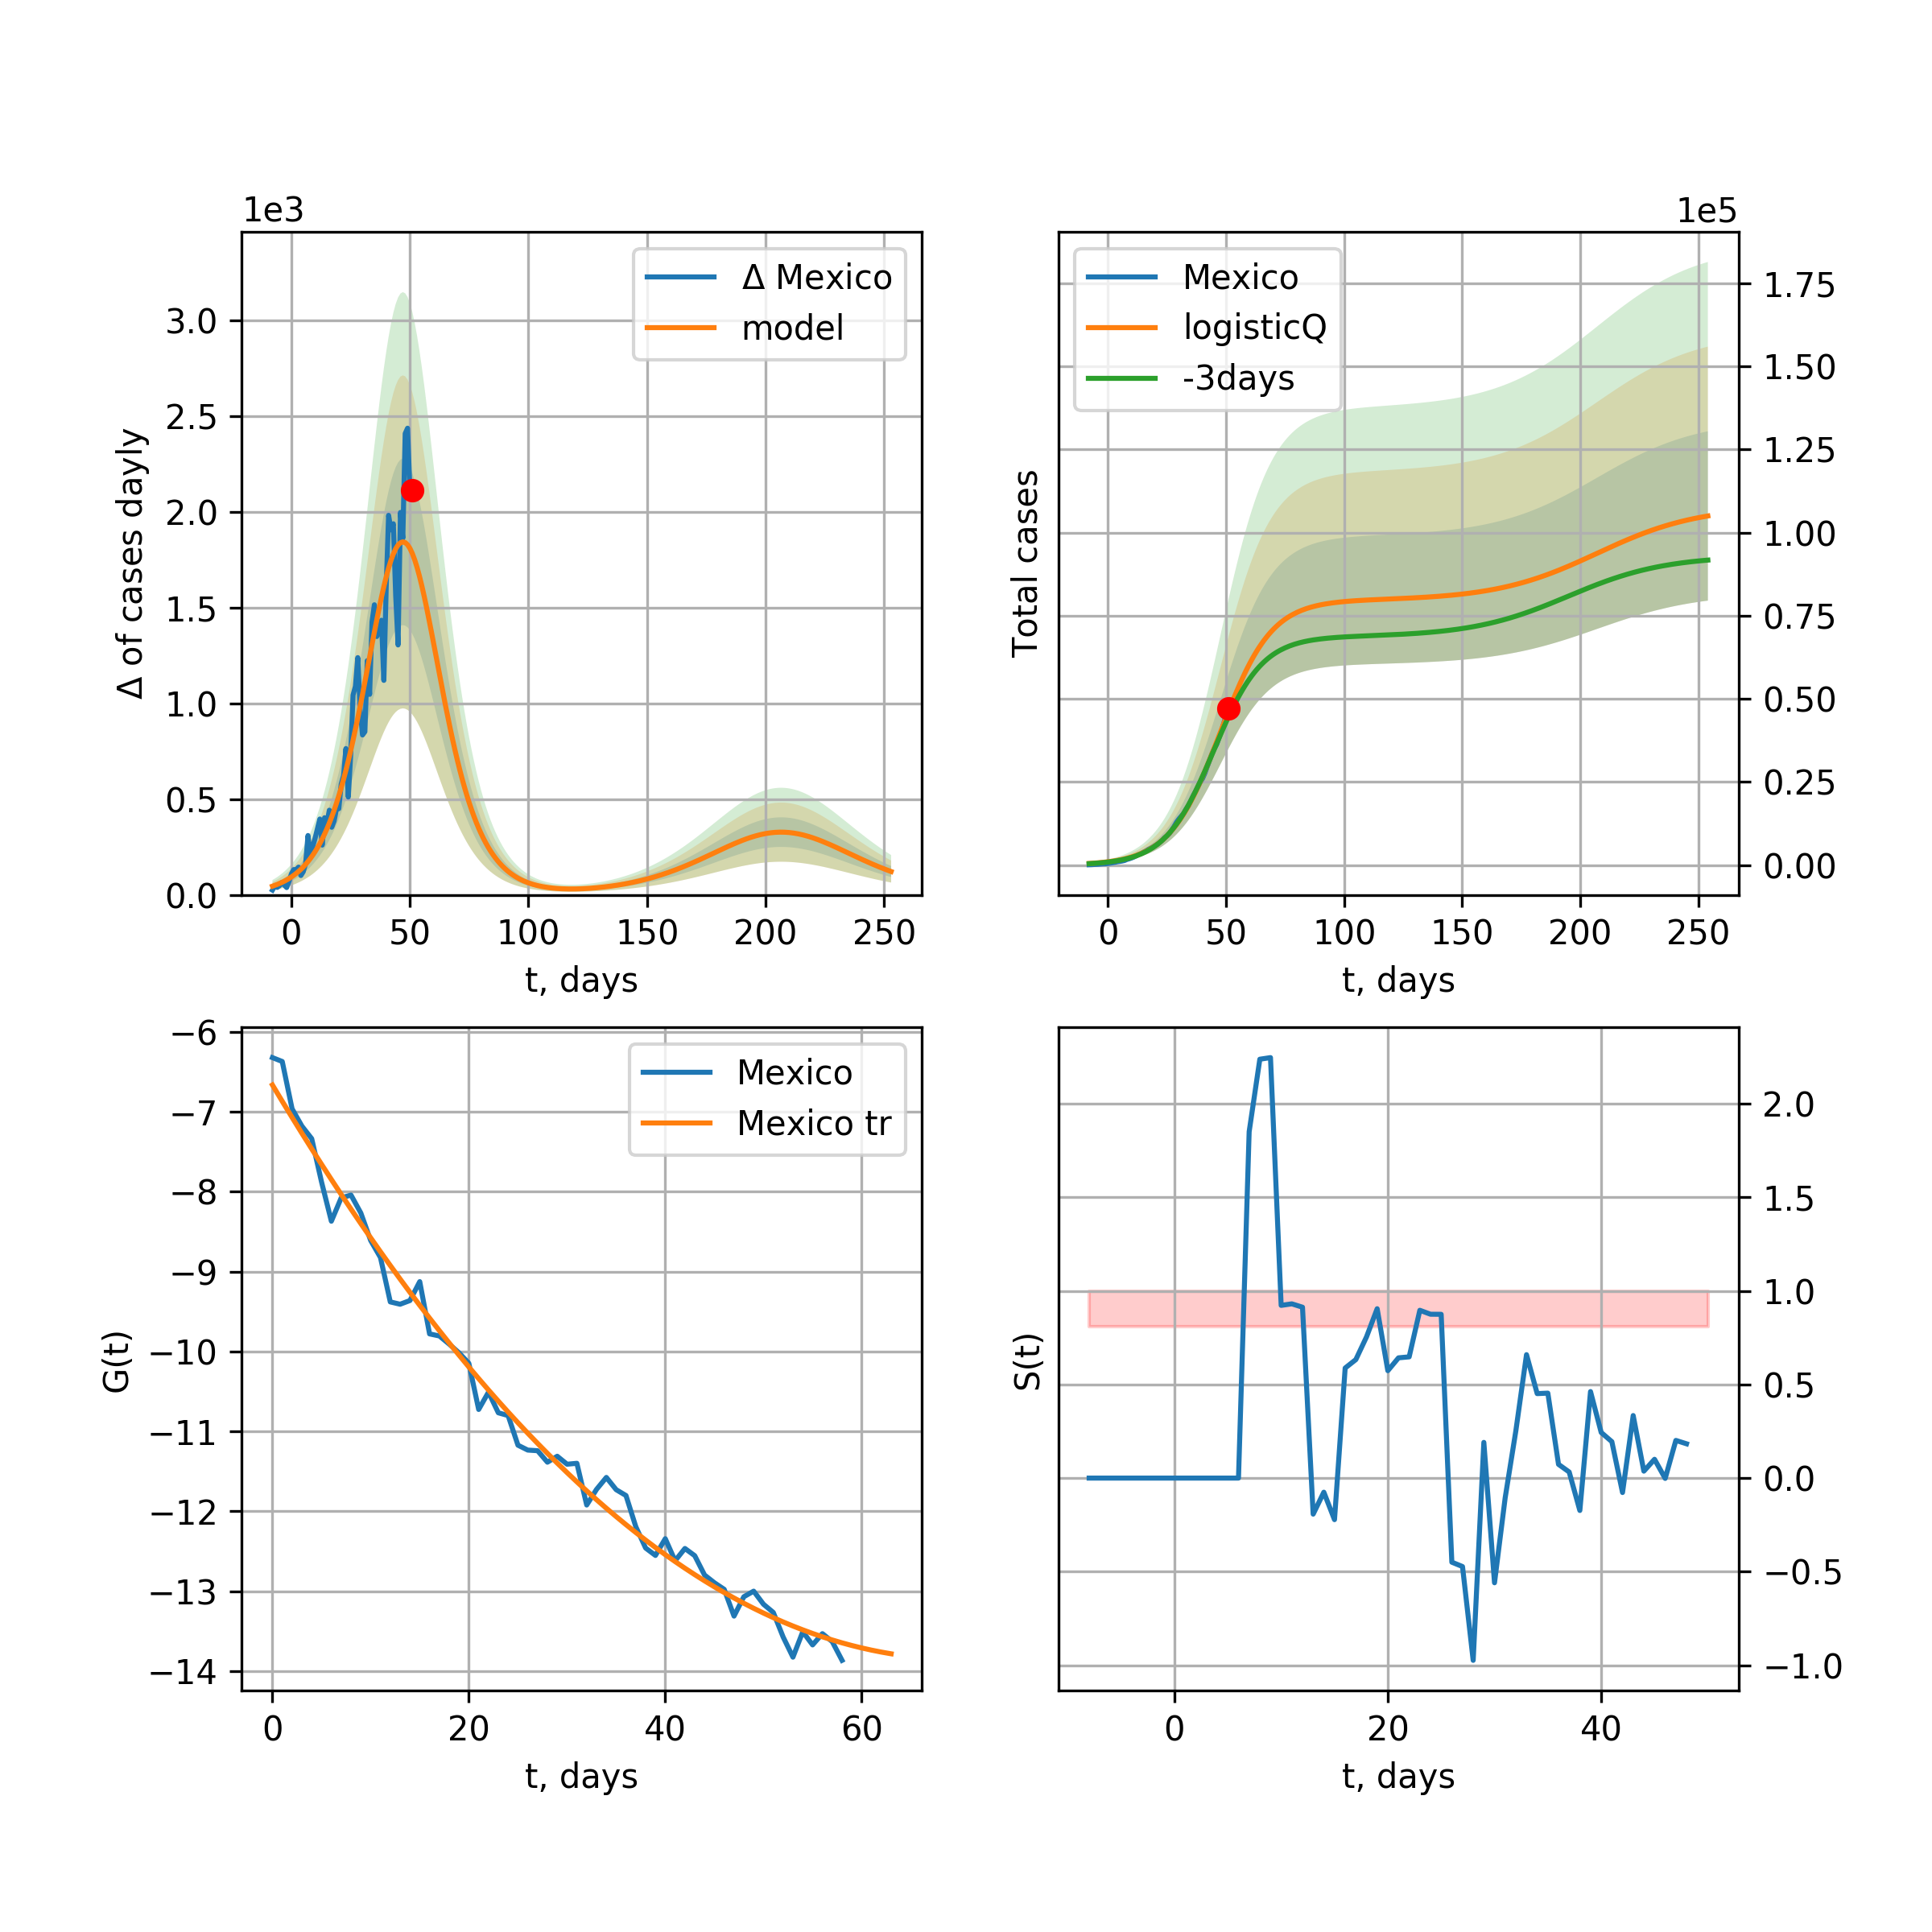 1e3
Δ Mexico
model
3.0
2.5
2.0
1.5
1.0
0.5
0.0
Δ of cases dayly
0 50 100 150 200 250
t, days
1e5
Mexico
logisticQ
-3days
1.75
1.50
1.25
1.00
0.75
0.50
0.25
0.00
Total cases
0 50 100 150 200 250
t, days
Mexico
Mexico tr
−6
−7
−8
−9
−10
−11
−12
−13
−14
G(t)
0 20 40 60
t, days
2.0
1.5
1.0
0.5
0.0
−0.5
−1.0
S(t)
0 20 40
t, days